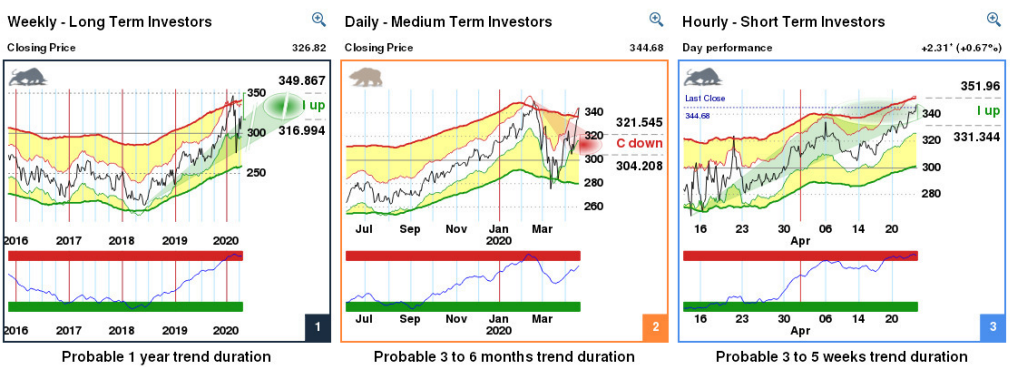 Weekly - Long Term Investors
Closing Price 326.82
349.867
350
I up
316.994
300
250
2016 2017 2018 2019 2020
2016 2017 2018 2019 2020
1
Probable 1 year trend duration
Daily - Medium Term Investors
Closing Price 344.68
340
321.545
320
C down
300
304.208
280
260
Jul Sep Nov Jan Mar
2020
Jul Sep Nov Jan Mar
2020
2
Probable 3 to 6 months trend duration
Hourly - Short Term Investors
Day performance +2.31* (+0.67%)
351.96
Last Close
344.68
I up
340
331.344
320
300
280
16 23 30 06 14 20
Apr
16 23 30 06 14 20
Apr
3
Probable 3 to 5 weeks trend duration